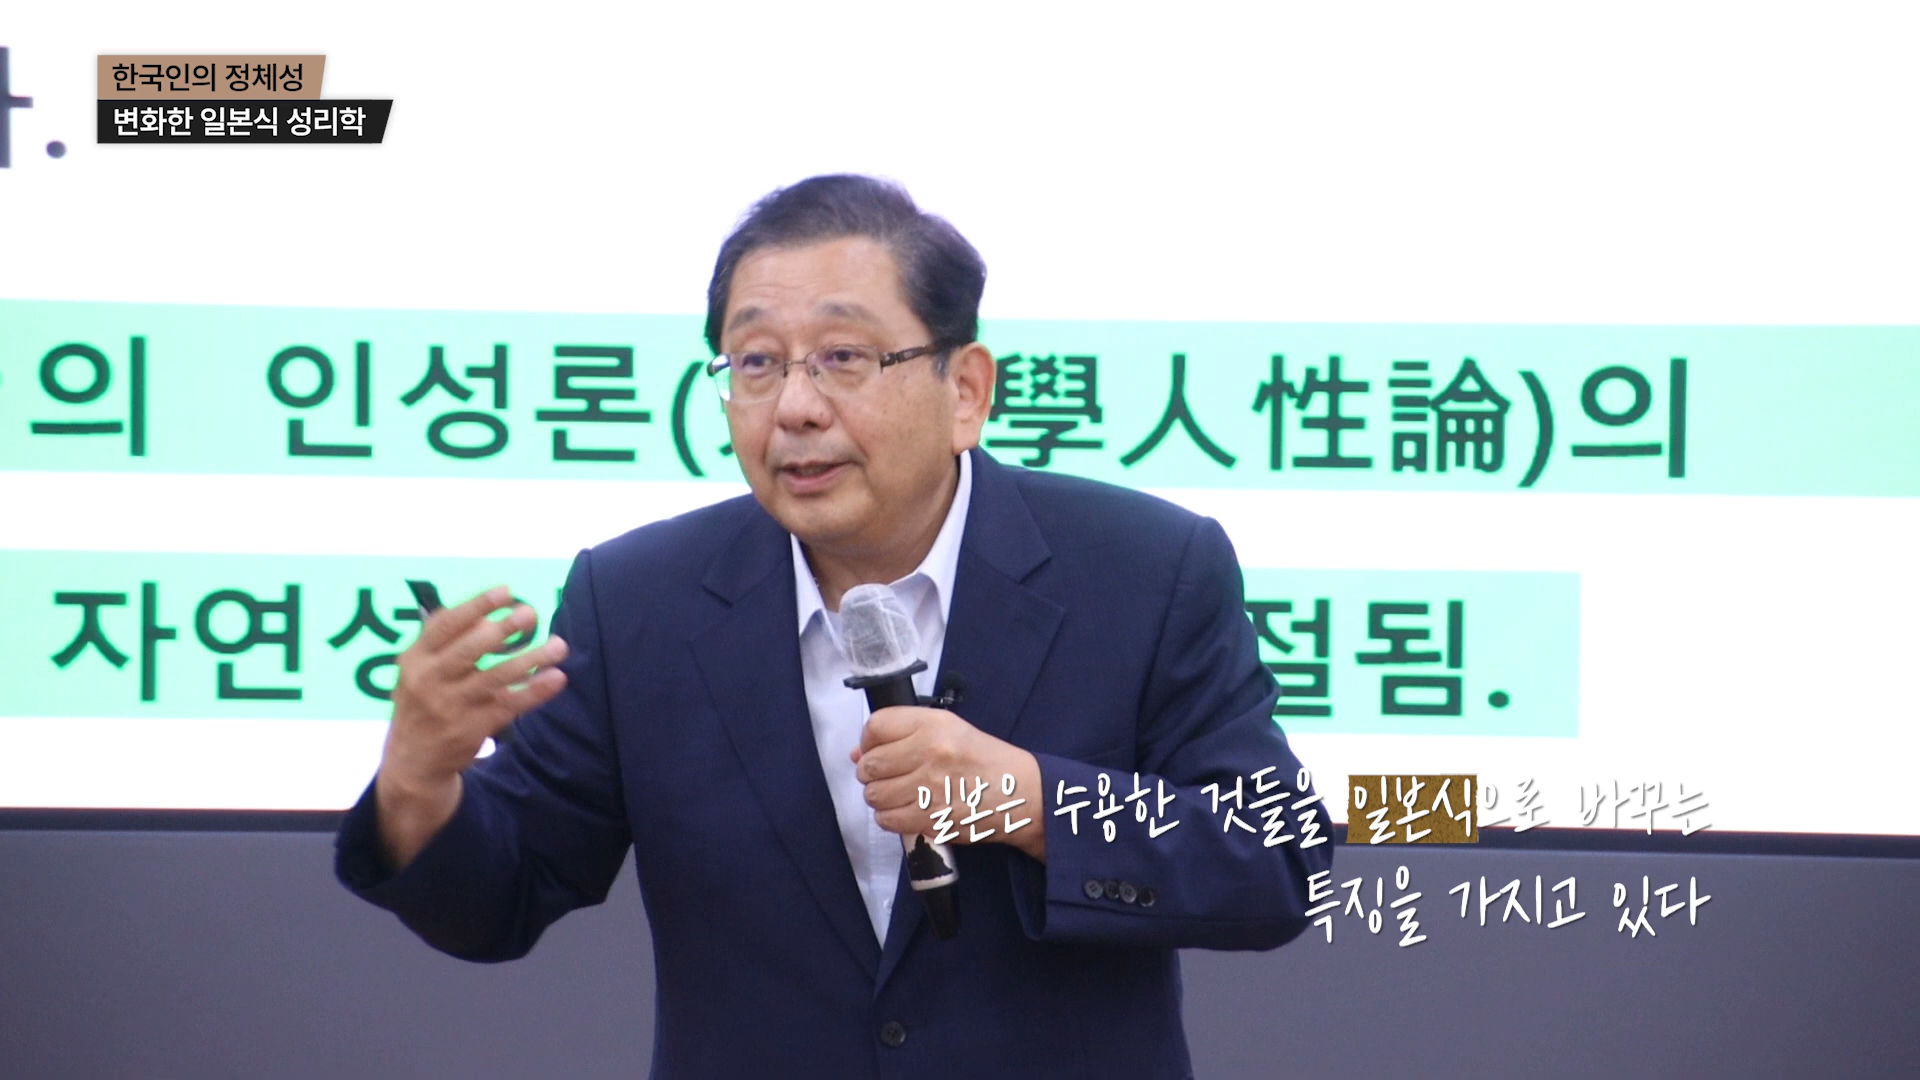 한국인의 정체성
변화한 일본식 성리학
.
의 인성론( 學人性論)의
자연성 절됨.
일본은 수용한 것들을 일본식으로 바꾸는
특징을 가지고 있다